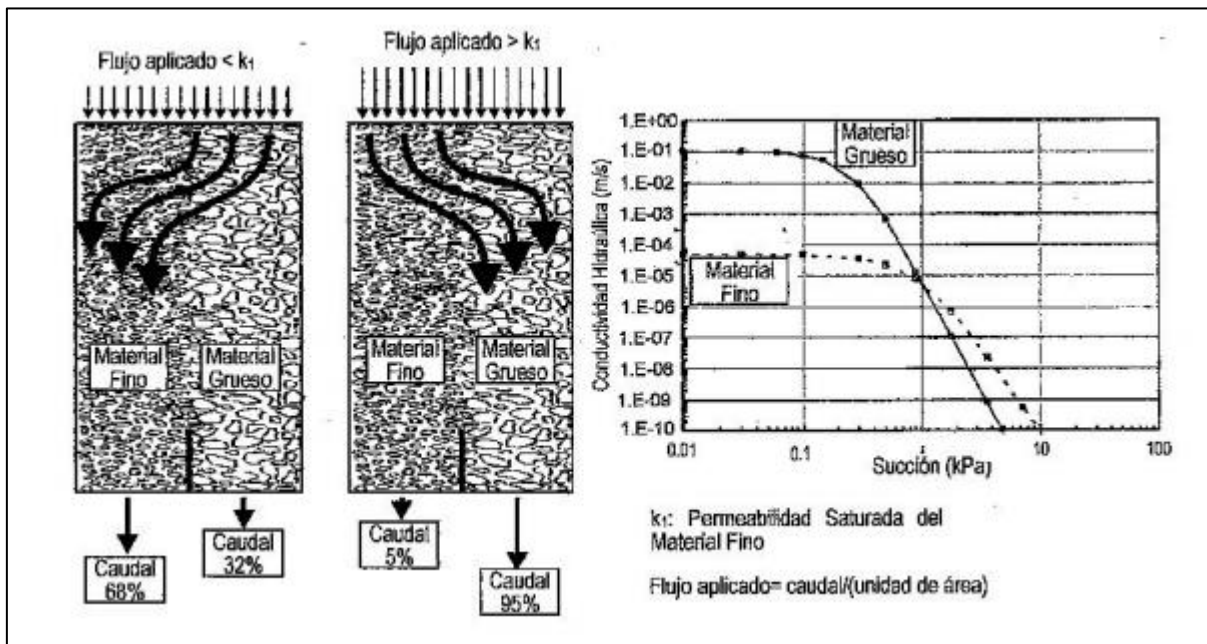 Flujo aplicado < k₁
Material
Fino
Material
Grueso
Caudal
68%
Caudal
32%
Flujo aplicado > k₁
Material
Fino
Material
Grueso
Caudal
5%
Caudal
95%
Conductividad Hidraúlica (m/s)
1.E+00
1.E-01
1.E-02
1.E-03
1.E-04
1.E-05
1.E-06
1.E-07
1.E-08
1.E-09
1.E-10
Material
Grueso
Material
Fino
0.01
0.1
1
10
100
Succión (kPa)
k₁: Permeabilidad Saturada del
Material Fino
Flujo aplicado= caudal/(unidad de área)